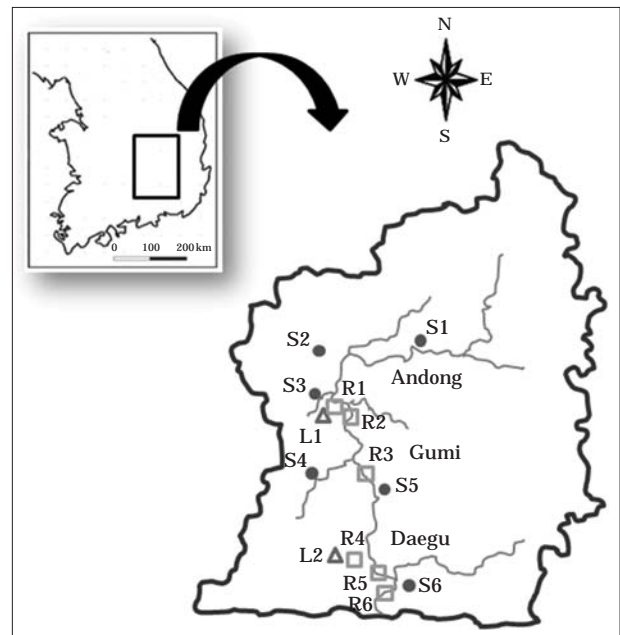 N
W E
S
0 100 200 km
S1
S2
Andong
S3
R1
R2
L1
Gumi
S4
R3
S5
Daegu
R4
L2
R5
S6
R6